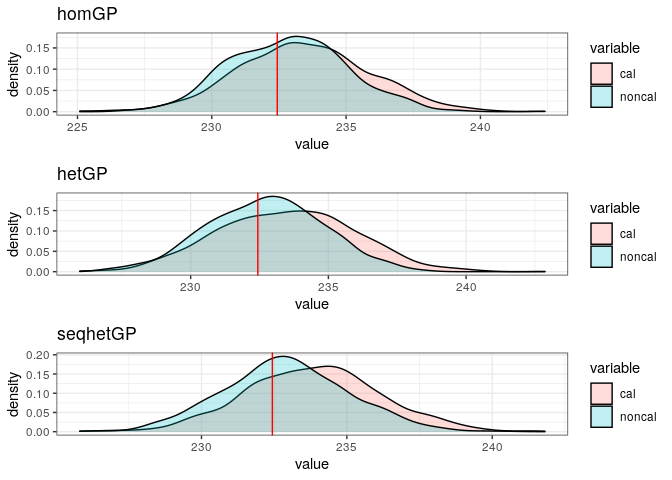 homGP
density
0.15
0.10
0.05
0.00
225 230 235 240
value
variable
cal
noncal
hetGP
density
0.15
0.10
0.05
0.00
230 235 240
value
variable
cal
noncal
seqhetGP
density
0.20
0.15
0.10
0.05
0.00
230 235 240
value
variable
cal
noncal